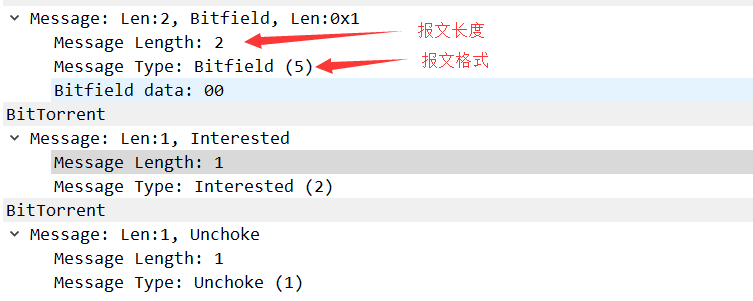 Message: Len:2, Bitfield, Len:0x1
Message Length: 2
报文长度
Message Type: Bitfield (5)
报文格式
Bitfield data: 00
BitTorrent
Message: Len:1, Interested
Message Length: 1
Message Type: Interested (2)
BitTorrent
Message: Len:1, Unchoke
Message Length: 1
Message Type: Unchoke (1)